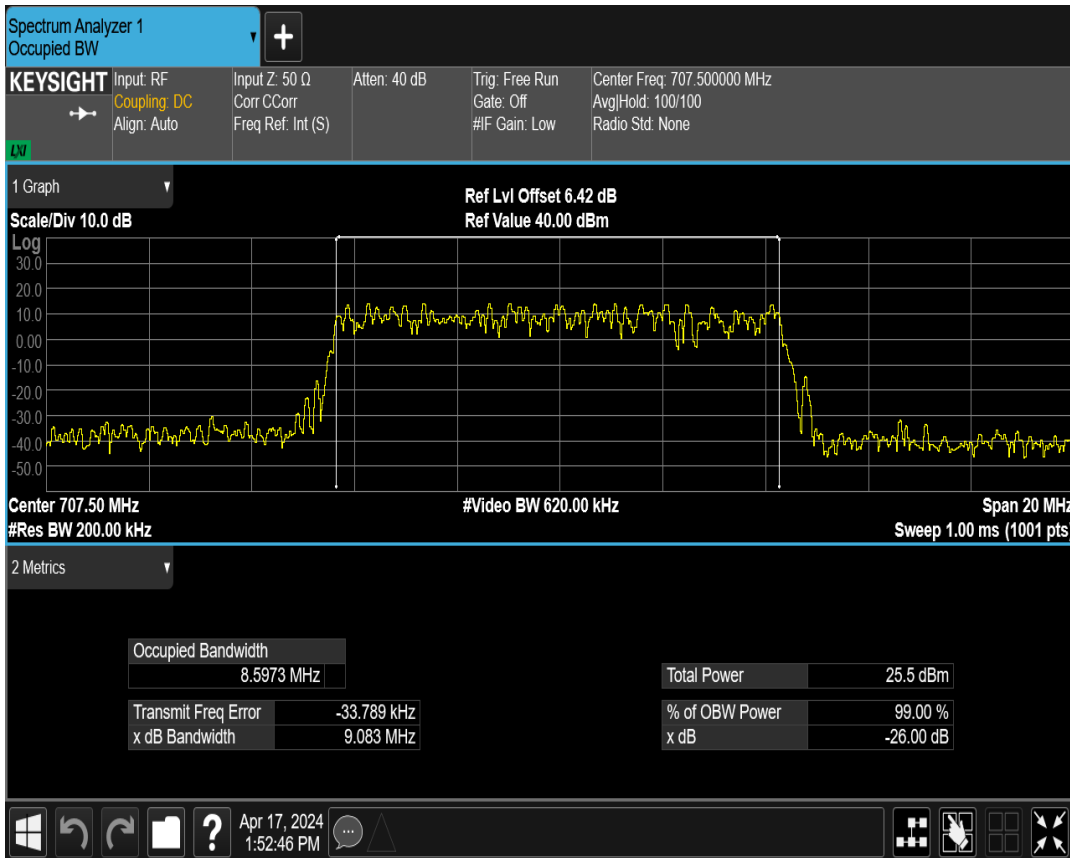 Spectrum Analyzer 1
Occupied BW
KEYSIGHT
LXI
Input: RF
Coupling: DC
Align: Auto
Input Z: 50 Ω
Corr CCorr
Freq Ref: Int (S)
Atten: 40 dB
Trig: Free Run
Gate: Off
#IF Gain: Low
Center Freq: 707.500000 MHz
Avg|Hold: 100/100
Radio Std: None
1 Graph
Scale/Div 10.0 dB
Ref Lvl Offset 6.42 dB
Ref Value 40.00 dBm
Log
30.0
20.0
10.0
0.00
-10.0
-20.0
-30.0
-40.0
-50.0
Center 707.50 MHz
#Video BW 620.00 kHz
Span 20 MHz
#Res BW 200.00 kHz
Sweep 1.00 ms (1001 pts)
2 Metrics
Occupied Bandwidth
8.5973 MHz
Total Power 25.5 dBm
Transmit Freq Error -33.789 kHz
% of OBW Power 99.00 %
x dB Bandwidth 9.083 MHz
x dB -26.00 dB
?
Apr 17, 2024
1:52:46 PM